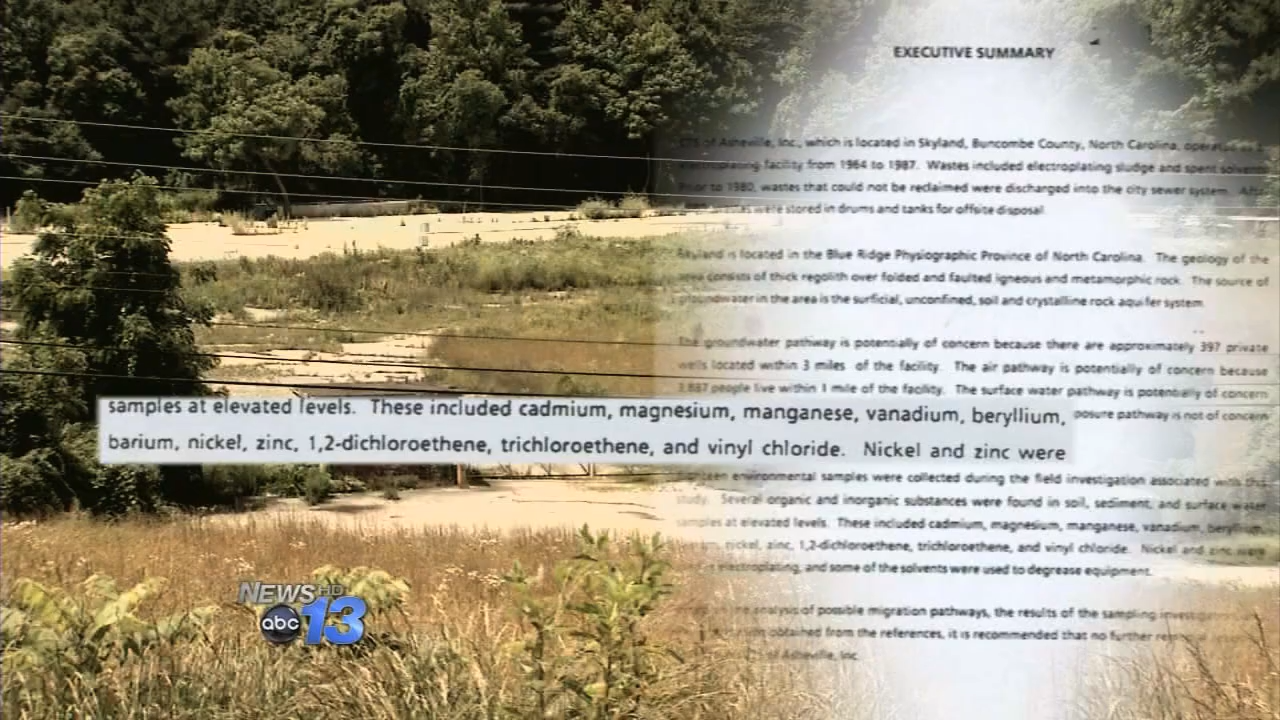 EXECUTIVE SUMMARY
of Asheville, Inc., which is located in Skyland, Buncombe County, North Carolina,
facility from 1964 to 1987. Wastes included electroplating sludge and spent
Prior to 1980, wastes that could not be reclaimed were discharged into the city sewer system.
were stored in drums and tanks for offsite disposal.
Skyland is located in the Blue Ridge Physiographic Province of North Carolina. The geology of the
area consists of thick regolith over folded and faulted igneous and metamorphic rock. The source of
groundwater in the area is the surficial, unconfined, soil and crystalline rock aquifer system.
The groundwater pathway is potentially of concern because there are approximately 397 private
wells located within 3 miles of the facility. The air pathway is potentially of concern because
people live within 1 mile of the facility. The surface water pathway is potentially of concern
posure pathway is not of concern
samples at elevated levels. These included cadmium, magnesium, manganese, vanadium, beryllium,
barium, nickel, zinc, 1,2-dichloroethene, trichloroethene, and vinyl chloride. Nickel and zinc were
environmental samples were collected during the field investigation associated with this
study. Several organic and inorganic substances were found in soil, sediment, and surface water
samples at elevated levels. These included cadmium, magnesium, manganese, vanadium, beryllium,
nickel, zinc, 1,2-dichloroethene, trichloroethene, and vinyl chloride. Nickel and zinc were
electroplating, and some of the solvents were used to degrease equipment.
analysis of possible migration pathways, the results of the sampling
obtained from the references, it is recommended that no further
of Asheville, Inc.
NEWS HD
abc 13